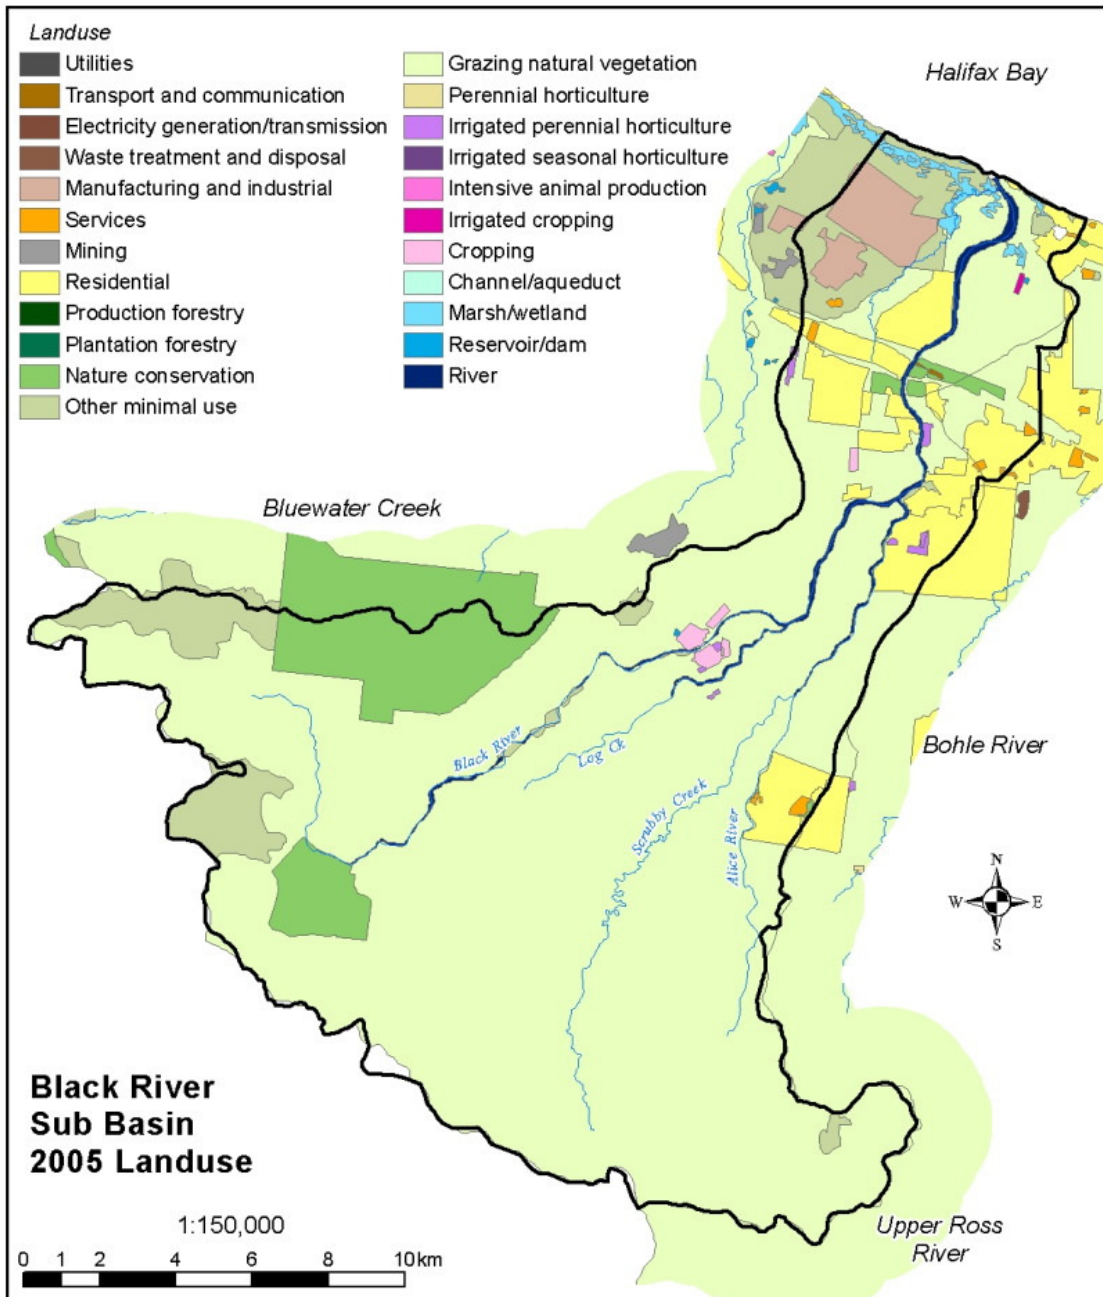 Landuse
Utilities
Transport and communication
Electricity generation/transmission
Waste treatment and disposal
Manufacturing and industrial
Services
Mining
Residential
Production forestry
Plantation forestry
Nature conservation
Other minimal use
Grazing natural vegetation
Perennial horticulture
Irrigated perennial horticulture
Irrigated seasonal horticulture
Intensive animal production
Irrigated cropping
Cropping
Channel/aqueduct
Marsh/wetland
Reservoir/dam
River
Halifax Bay
Bluewater Creek
Black River
Log Ck
Scrubby Creek
Alice River
Bohle River
N
W
E
S
Upper Ross
River
Black River
Sub Basin
2005 Landuse
1:150,000
0 1 2 4 6 8 10km